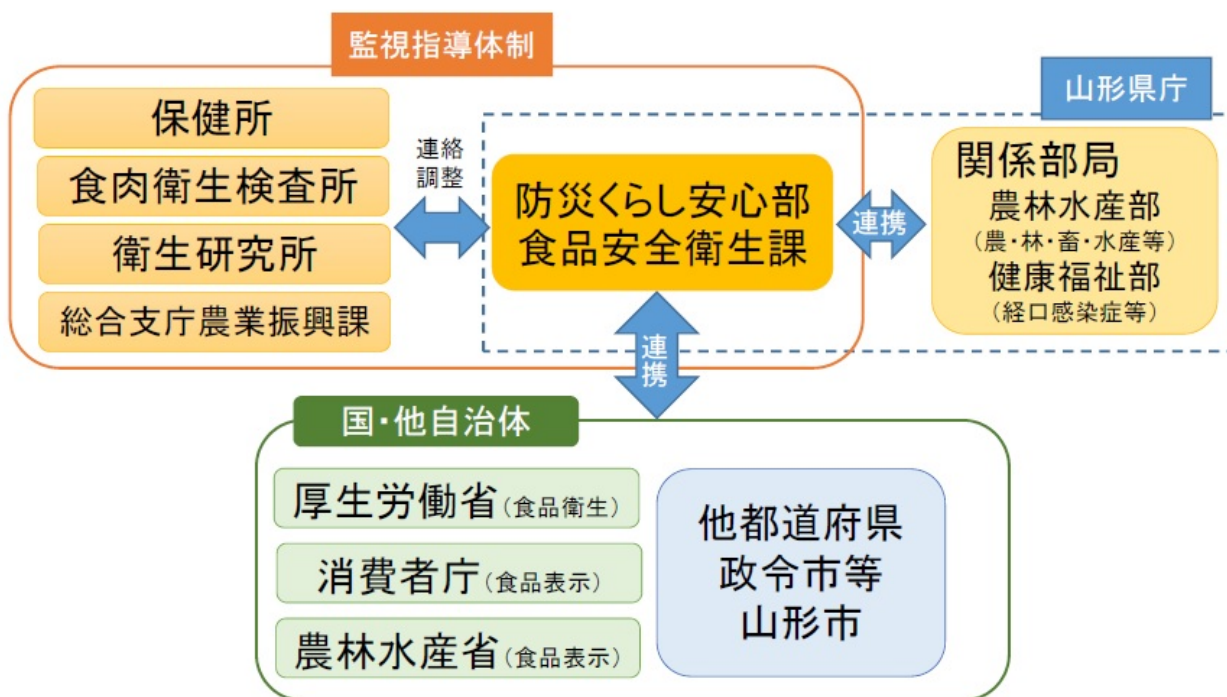 監視指導体制
山形県庁
保健所
食肉衛生検査所
衛生研究所
総合支庁農業振興課
連絡
調整
防災くらし安心部
食品安全衛生課
連携
関係部局
農林水産部
(農・林・畜・水産等)
健康福祉部
(経口感染症等)
連
携
国・他自治体
厚生労働省(食品衛生)
消費者庁(食品表示)
農林水産省(食品表示)
他都道府県
政令市等
山形市